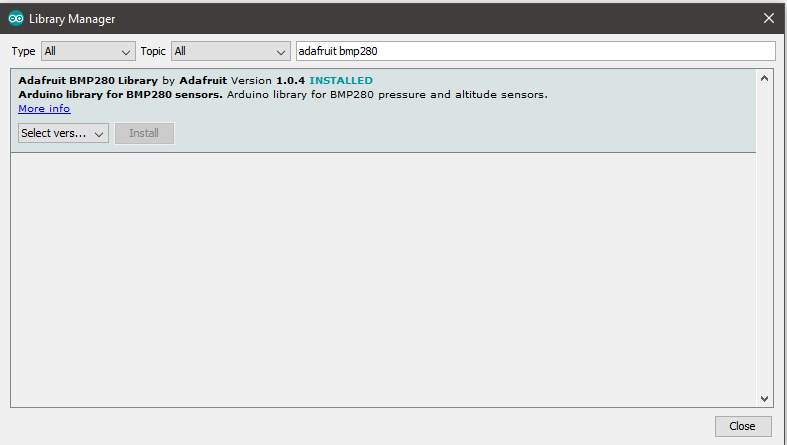 Library Manager
Type All Topic All adafruit bmp280
Adafruit BMP280 Library by Adafruit Version 1.0.4 INSTALLED
Arduino library for BMP280 sensors. Arduino library for BMP280 pressure and altitude sensors.
More info
Select vers... Install
Close